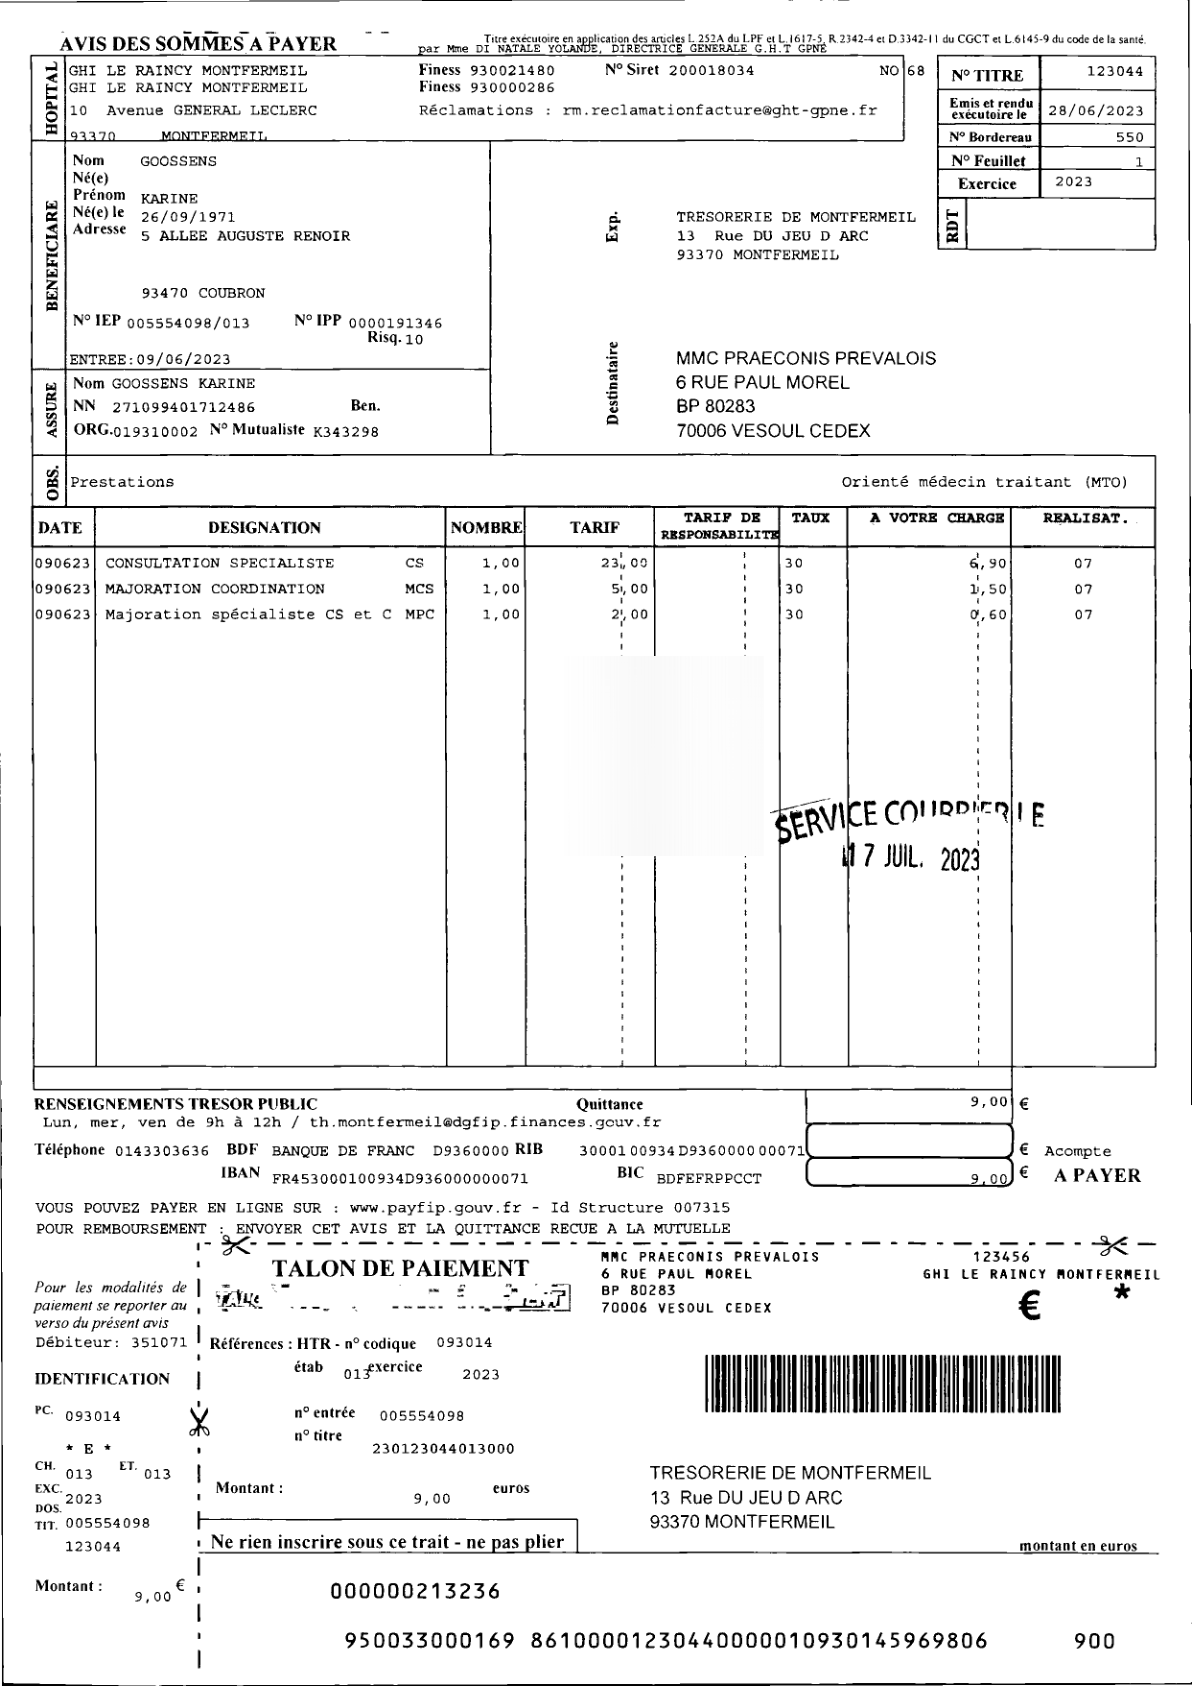 AVIS DES SOMMES A PAYER
Titre exécutoire en application des articles L 252A du LPF et L.1617-5, R.2342-4 et D.3342-11 du CGCT et L.6145-9 du code de la santé.
par Mme DI NATALE YOLANDE, DIRECTRICE GENERALE G.H.T GPNE
HOPITAL
GHI LE RAINCY MONTFERMEIL Finess 930021480 N° Siret 200018034 NO 68
GHI LE RAINCY MONTFERMEIL Finess 930000286
10 Avenue GENERAL LECLERC Réclamations : rm.reclamationfacture@ght-gpne.fr
93370 MONTFERMEIL
N° TITRE 123044
Emis et rendu exécutoire le 28/06/2023
N° Bordereau 550
N° Feuillet 1
Exercice 2023
RDT
BENEFICIAIRE
Nom GOOSSENS
Né(e)
Prénom KARINE
Né(e) le 26/09/1971
Adresse 5 ALLEE AUGUSTE RENOIR
93470 COUBRON
N° IEP 005554098/013 N° IPP 0000191346
Risq. 10
ENTREE:09/06/2023
Exp.
TRESORERIE DE MONTFERMEIL
13 Rue DU JEU D ARC
93370 MONTFERMEIL
ASSURE
Nom GOOSSENS KARINE
NN 271099401712486 Ben.
ORG.019310002 N° Mutualiste K343298
Destinataire
MMC PRAECONIS PREVALOIS
6 RUE PAUL MOREL
BP 80283
70006 VESOUL CEDEX
OBS.
Prestations Orienté médecin traitant (MTO)
DATE DESIGNATION NOMBRE TARIF TARIF DE RESPONSABILITE TAUX A VOTRE CHARGE REALISAT.
090623 CONSULTATION SPECIALISTE CS 1,00 23,00 30 6,90 07
090623 MAJORATION COORDINATION MCS 1,00 5,00 30 1,50 07
090623 Majoration spécialiste CS et C MPC 1,00 2,00 30 0,60 07
SERVICE COURRIER LE
17 JUIL. 2023
RENSEIGNEMENTS TRESOR PUBLIC Quittance 9,00 €
Lun, mer, ven de 9h à 12h / th.montfermeil@dgfip.finances.gouv.fr
Téléphone 0143303636 BDF BANQUE DE FRANC D9360000 RIB 3000100934D936000000071 € Acompte
IBAN FR453000100934D936000000071 BIC BDFEFRPPCCT 9,00 € A PAYER
VOUS POUVEZ PAYER EN LIGNE SUR : www.payfip.gouv.fr - Id Structure 007315
POUR REMBOURSEMENT : ENVOYER CET AVIS ET LA QUITTANCE RECUE A LA MUTUELLE
TALON DE PAIEMENT
MMC PRAECONIS PREVALOIS
6 RUE PAUL MOREL
BP 80283
70006 VESOUL CEDEX
123456
GHI LE RAINCY MONTFERMEIL
€ *
Pour les modalités de
paiement se reporter au
verso du présent avis
Débiteur: 351071
Références : HTR - n° codique 093014
étab 013 exercice 2023
n° entrée 005554098
n° titre
230123044013000
Montant : 9,00 euros
IDENTIFICATION
PC. 093014
* E *
CH. 013 ET. 013
EXC. 2023
DOS.
TIT. 005554098
123044
Montant : 9,00 €
TRESORERIE DE MONTFERMEIL
13 Rue DU JEU D ARC
93370 MONTFERMEIL
Ne rien inscrire sous ce trait - ne pas plier
montant en euros
000000213236
950033000169 861000012304400000109301459698​06 900